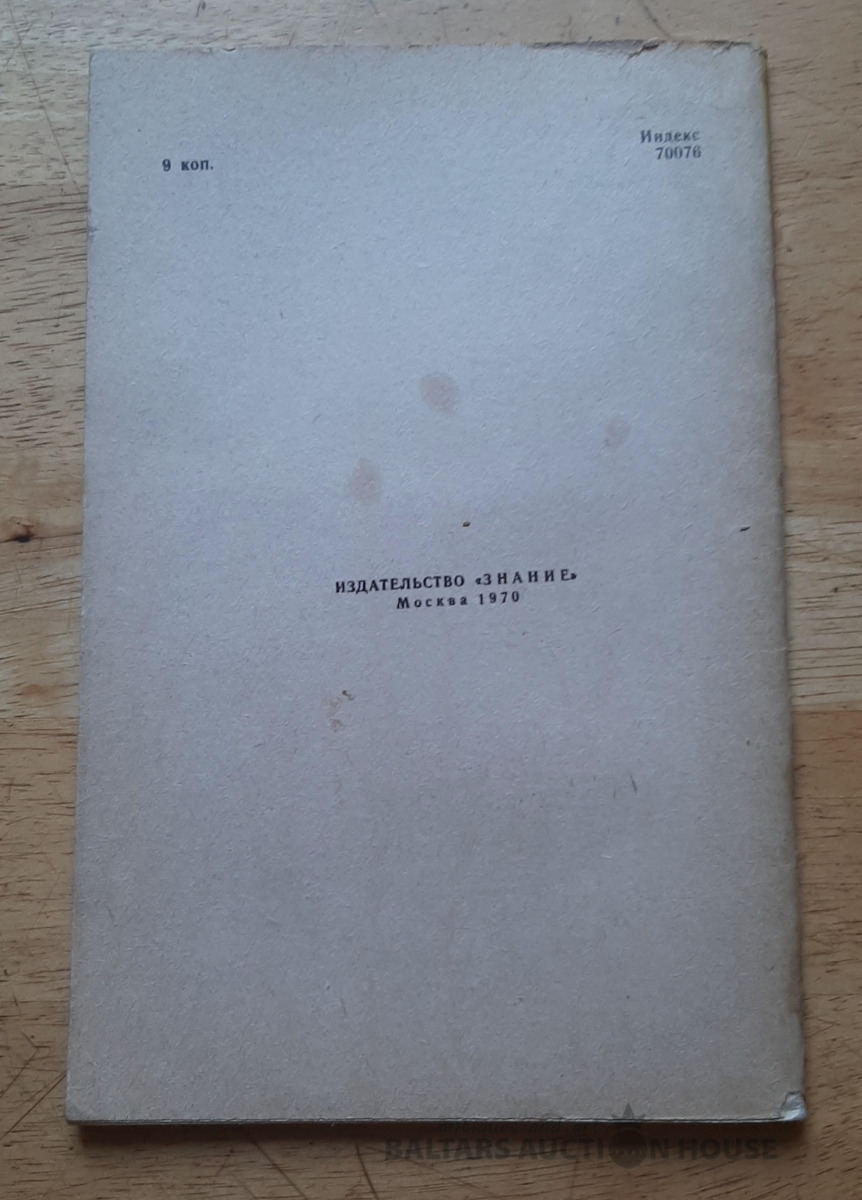 Индекс
70076
9 коп.
ИЗДАТЕЛЬСТВО «ЗНАНИЕ»
Москва 1970
BALTARS AUCTION HOUSE